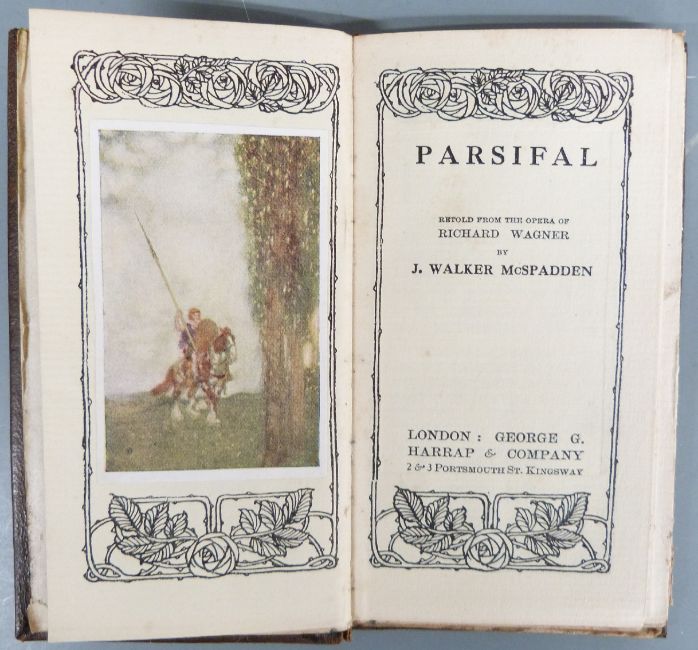 PARSIFAL
RETOLD FROM THE OPERA OF
RICHARD WAGNER
BY
J. WALKER McSPADDEN
LONDON: GEORGE G.
HARRAP & COMPANY
2 & 3 PORTSMOUTH ST. KINGSWAY